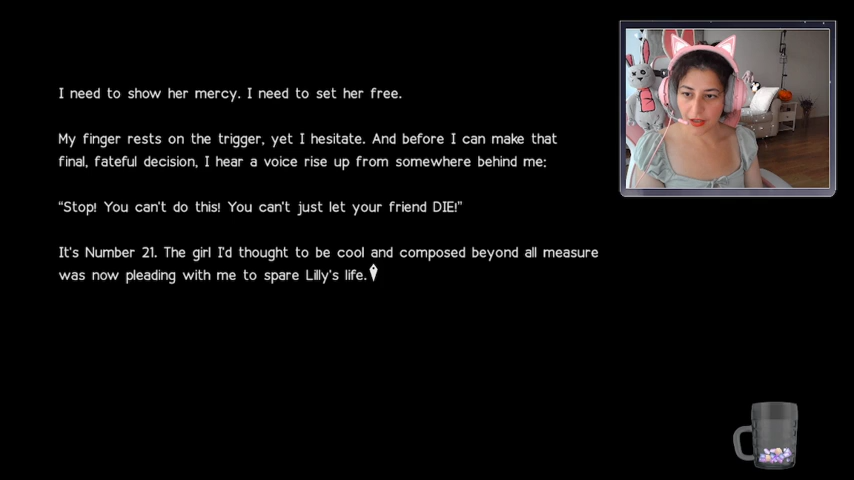 I need to show her mercy. I need to set her free.
My finger rests on the trigger, yet I hesitate. And before I can make that
final, fateful decision, I hear a voice rise up from somewhere behind me:
“Stop! You can't do this! You can't just let your friend DIE!”
It's Number 21. The girl I'd thought to be cool and composed beyond all measure
was now pleading with me to spare Lilly's life.